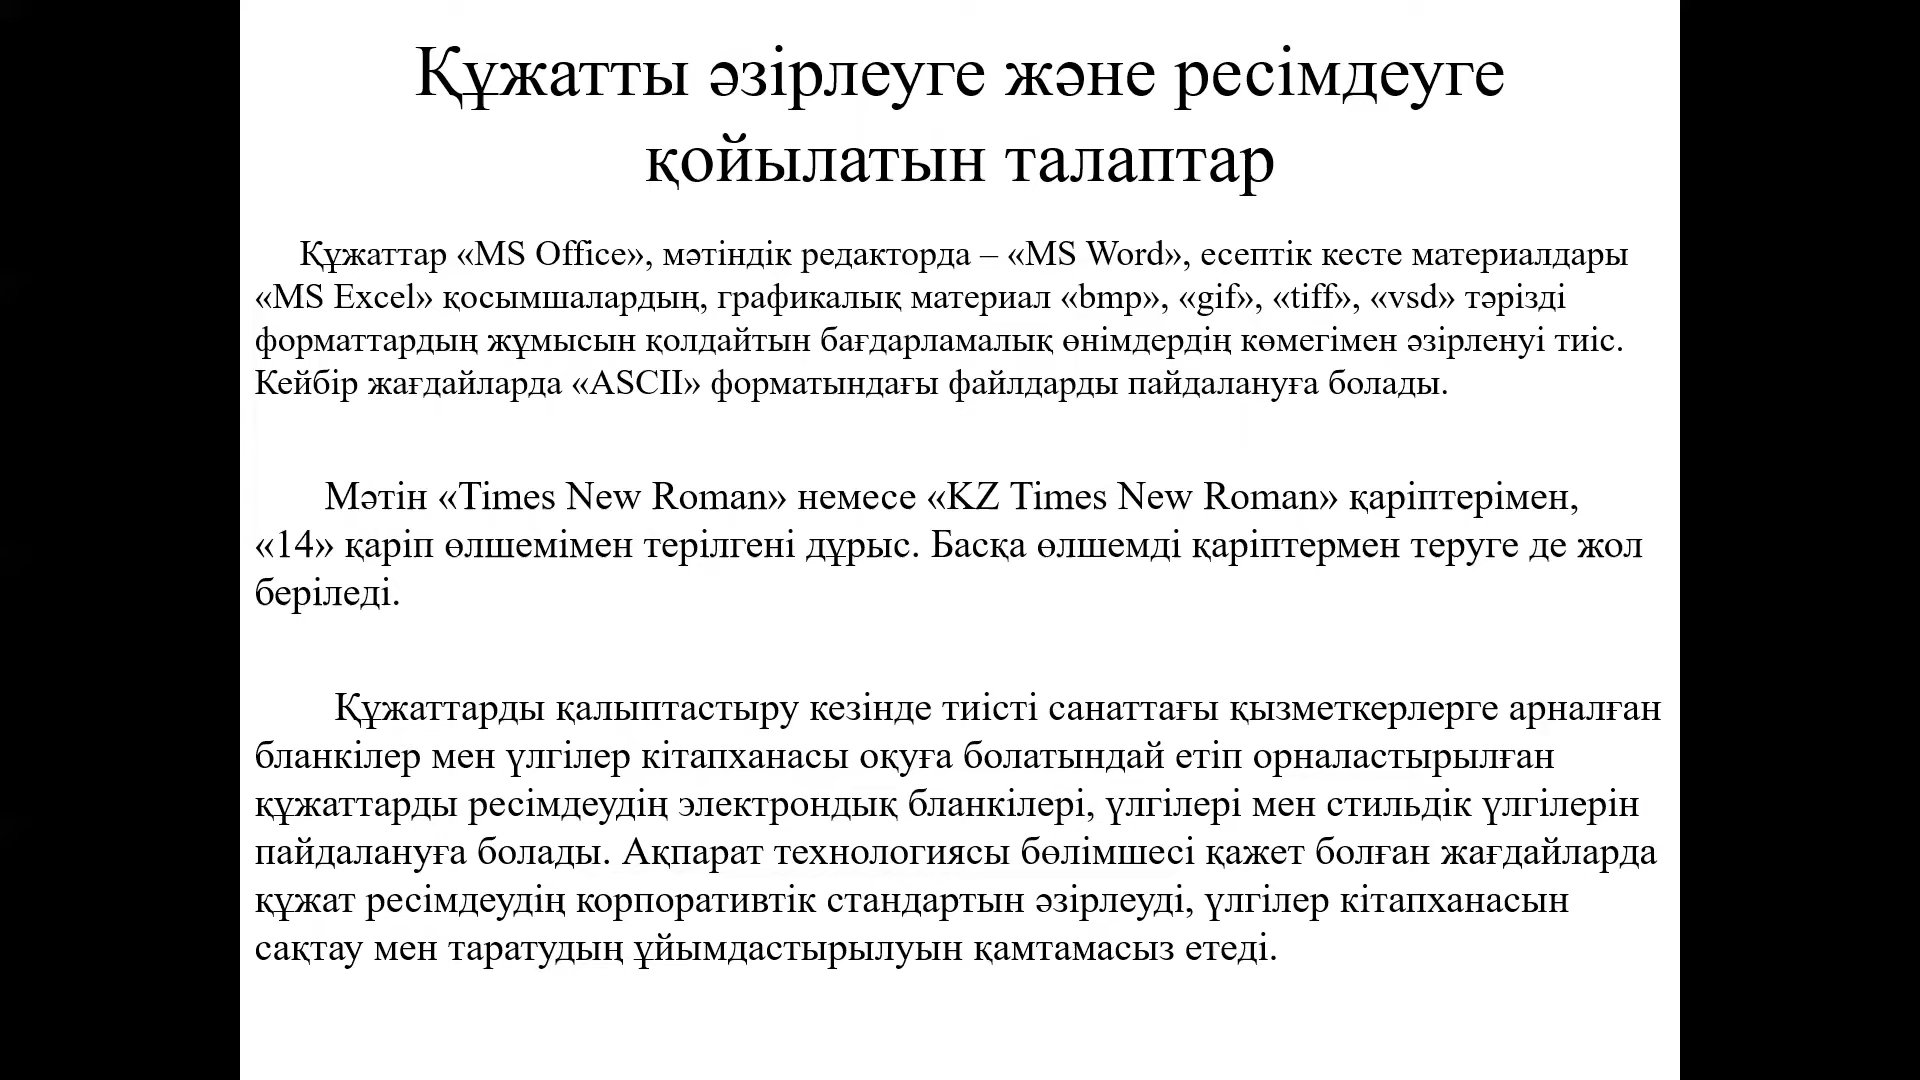 Құжатты әзірлеуге және ресімдеуге
қойылатын талаптар
Құжаттар «MS Office», мәтіндік редакторда – «MS Word», есептік кесте материалдары
«MS Excel» қосымшалардың, графикалық материал «bmp», «gif», «tiff», «vsd» тәрізді
форматтардың жұмысын қолдайтын бағдарламалық өнімдердің көмегімен әзірленуі тиіс.
Кейбір жағдайларда «ASCII» форматындағы файлдарды пайдалануға болады.
Мәтін «Times New Roman» немесе «KZ Times New Roman» қаріптерімен,
«14» қаріп өлшемімен терілгені дұрыс. Басқа өлшемді қаріптермен теруге де жол
беріледі.
Құжаттарды қалыптастыру кезінде тиісті санаттағы қызметкерлерге арналған
бланкілер мен үлгілер кітапханасы оқуға болатындай етіп орналастырылған
құжаттарды ресімдеудің электрондық бланкілері, үлгілері мен стильдік үлгілерін
пайдалануға болады. Ақпарат технологиясы бөлімшесі қажет болған жағдайларда
құжат ресімдеудің корпоративтік стандартын әзірлеуді, үлгілер кітапханасын
сақтау мен таратудың ұйымдастырылуын қамтамасыз етеді.